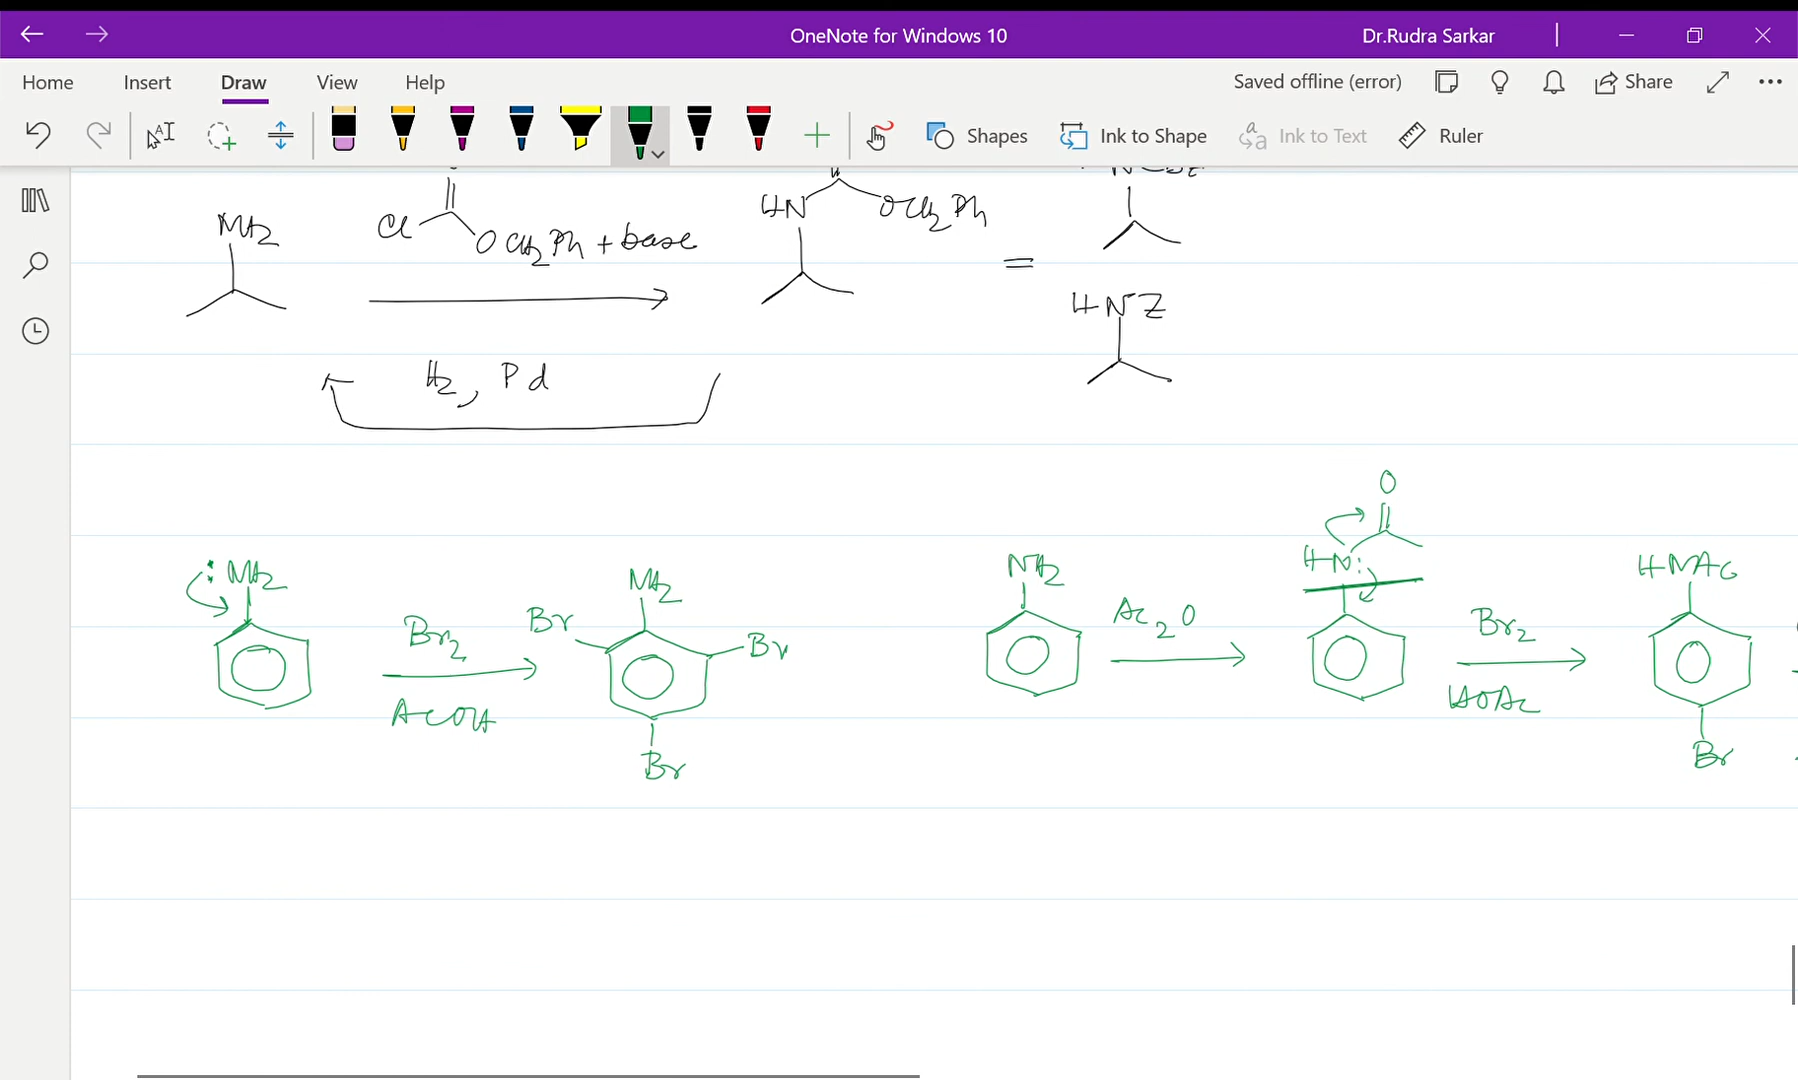 OneNote for Windows 10
Dr.Rudra Sarkar
Home Insert Draw View Help
Saved offline (error) Share
Shapes Ink to Shape Ink to Text Ruler
NH2
Cl
OCH2Ph + base
HN
OCH2Ph
=
HNZ
H2, Pd
O
:NH2
Br2
AcOH
NH2
Br
Br
Br
NH2
Ac2O
HN:
Br2
HOAc
HNAc
Br